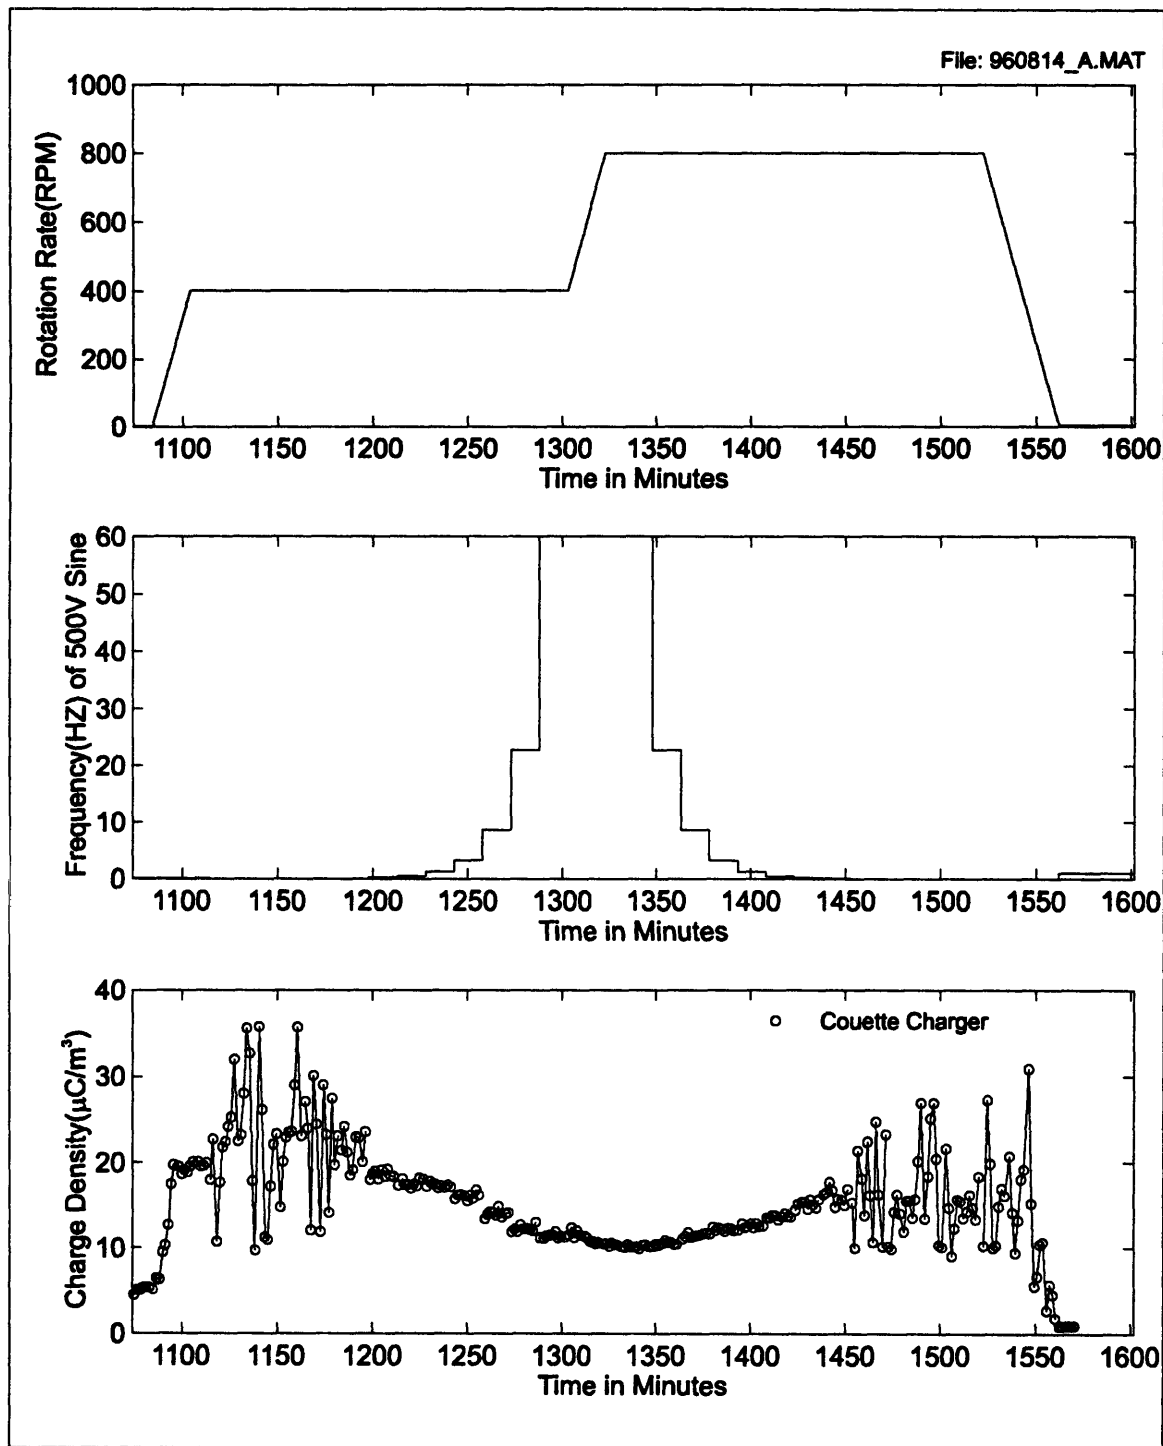 File: 960814_A.MAT
Rotation Rate(RPM)
1000
800
600
400
200
0
1100 1150 1200 1250 1300 1350 1400 1450 1500 1550 1600
Time in Minutes
Frequency(HZ) of 500V Sine
60
50
40
30
20
10
0
1100 1150 1200 1250 1300 1350 1400 1450 1500 1550 1600
Time in Minutes
Charge Density(μC/m³)
40
30
20
10
0
Couette Charger
1100 1150 1200 1250 1300 1350 1400 1450 1500 1550 1600
Time in Minutes